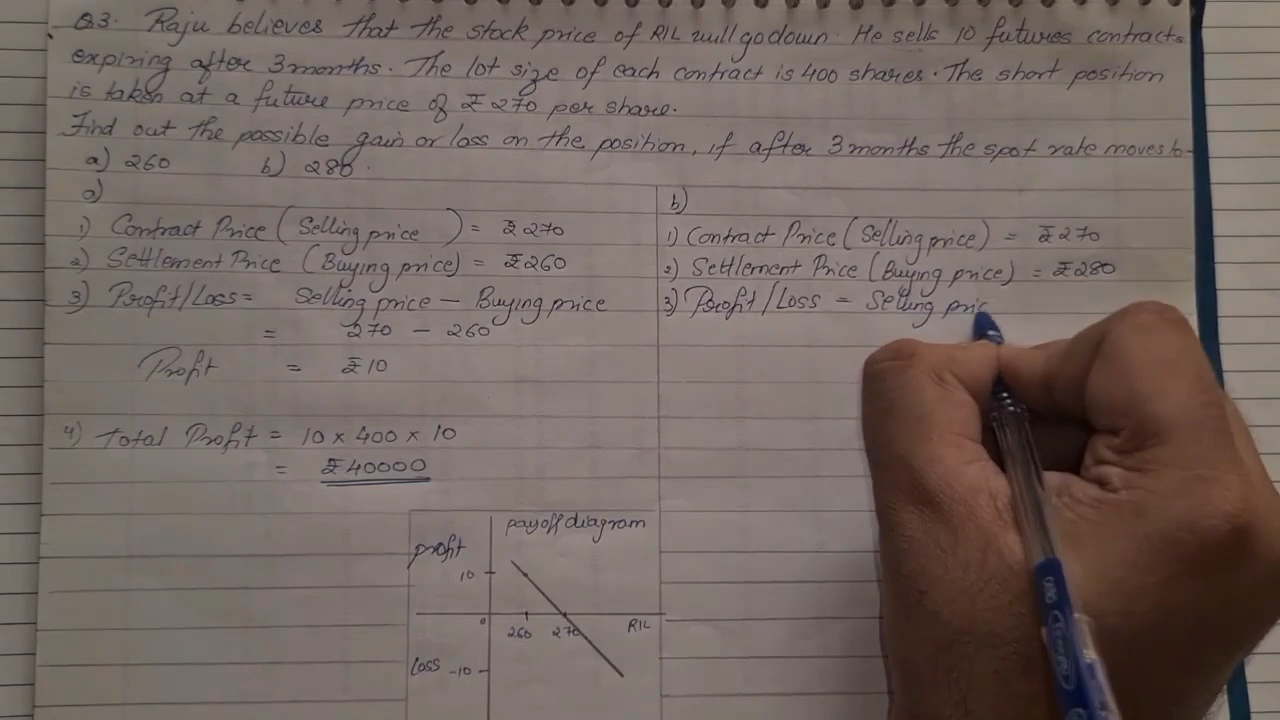 Q3. Raju believes that the stock price of RIL will go down. He sells 10 futures contracts
expiring after 3 months. The lot size of each contract is 400 shares. The short position
is taken at a future price of ₹270 per share.
Find out the possible gain or loss on the position, if after 3 months the spot rate moves to-
a) 260 b) 280.
a)
1) Contract Price (Selling price) = ₹270
2) Settlement Price (Buying price) = ₹260
3) Profit/Loss = Selling price – Buying price
= 270 – 260
Profit = ₹10
4) Total Profit = 10 x 400 x 10
= ₹40000
b)
1) Contract Price (Selling price) = ₹270
2) Settlement Price (Buying price) = ₹280
3) Profit/Loss = Selling pric
payoff diagram
profit
10
0
260 270 RIL
Loss -10